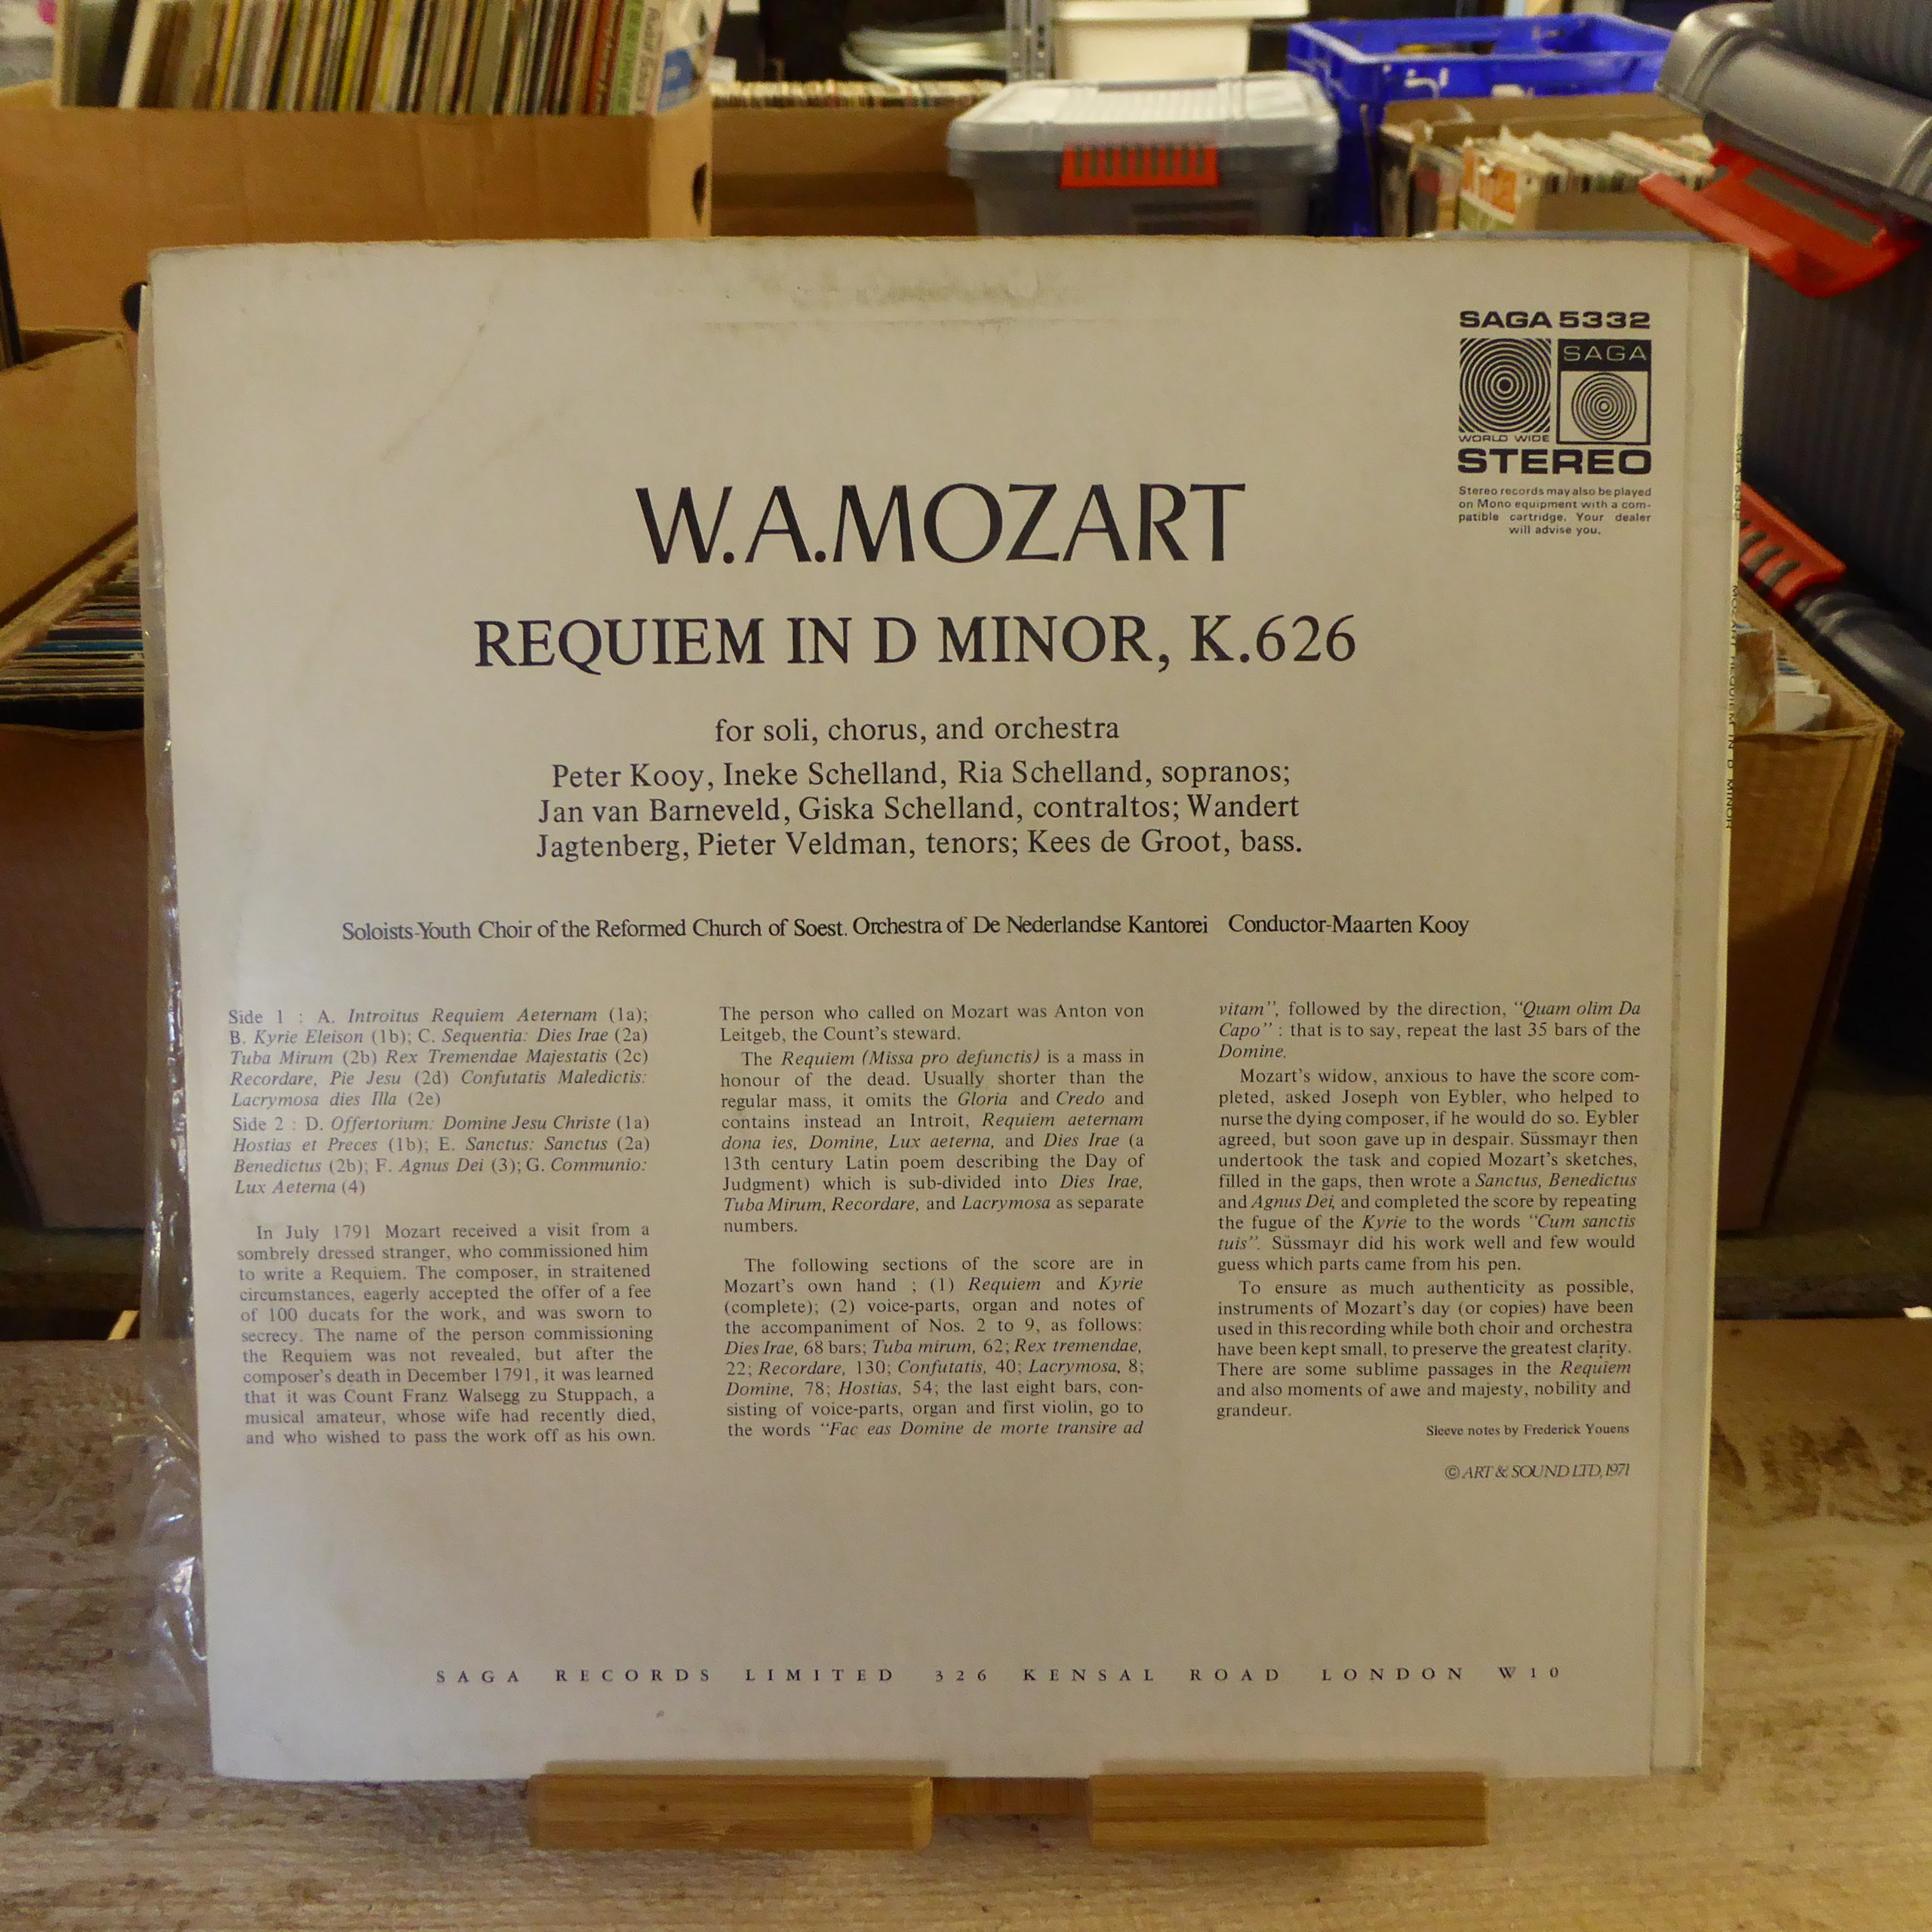 SAGA 5332
SAGA
WORLD WIDE
STEREO
Stereo records may also be played
on Mono equipment with a com-
patible cartridge. Your dealer
will advise you.
W.A.MOZART
REQUIEM IN D MINOR, K.626
for soli, chorus, and orchestra
Peter Kooy, Ineke Schelland, Ria Schelland, sopranos;
Jan van Barneveld, Giska Schelland, contraltos; Wandert
Jagtenberg, Pieter Veldman, tenors; Kees de Groot, bass.
Soloists-Youth Choir of the Reformed Church of Soest. Orchestra of De Nederlandse Kantorei Conductor-Maarten Kooy
Side 1 : A. Introitus Requiem Aeternam (1a);
B. Kyrie Eleison (1b); C. Sequentia: Dies Irae (2a)
Tuba Mirum (2b) Rex Tremendae Majestatis (2c)
Recordare, Pie Jesu (2d) Confutatis Maledictis:
Lacrymosa dies Illa (2e)
Side 2 : D. Offertorium: Domine Jesu Christe (1a)
Hostias et Preces (1b); E. Sanctus: Sanctus (2a)
Benedictus (2b); F. Agnus Dei (3); G. Communio:
Lux Aeterna (4)
In July 1791 Mozart received a visit from a
sombrely dressed stranger, who commissioned him
to write a Requiem. The composer, in straitened
circumstances, eagerly accepted the offer of a fee
of 100 ducats for the work, and was sworn to
secrecy. The name of the person commissioning
the Requiem was not revealed, but after the
composer's death in December 1791, it was learned
that it was Count Franz Walsegg zu Stuppach, a
musical amateur, whose wife had recently died,
and who wished to pass the work off as his own.
The person who called on Mozart was Anton von
Leitgeb, the Count's steward.
The Requiem (Missa pro defunctis) is a mass in
honour of the dead. Usually shorter than the
regular mass, it omits the Gloria and Credo and
contains instead an Introit, Requiem aeternam
dona ies, Domine, Lux aeterna, and Dies Irae (a
13th century Latin poem describing the Day of
Judgment) which is sub-divided into Dies Irae,
Tuba Mirum, Recordare, and Lacrymosa as separate
numbers.
The following sections of the score are in
Mozart's own hand ; (1) Requiem and Kyrie
(complete); (2) voice-parts, organ and notes of
the accompaniment of Nos. 2 to 9, as follows:
Dies Irae, 68 bars; Tuba mirum, 62; Rex tremendae,
22; Recordare, 130; Confutatis, 40; Lacrymosa, 8;
Domine, 78; Hostias, 54; the last eight bars, con-
sisting of voice-parts, organ and first violin, go to
the words "Fac eas Domine de morte transire ad
vitam", followed by the direction, "Quam olim Da
Capo" : that is to say, repeat the last 35 bars of the
Domine.
Mozart's widow, anxious to have the score com-
pleted, asked Joseph von Eybler, who helped to
nurse the dying composer, if he would do so. Eybler
agreed, but soon gave up in despair. Süssmayr then
undertook the task and copied Mozart's sketches,
filled in the gaps, then wrote a Sanctus, Benedictus
and Agnus Dei, and completed the score by repeating
the fugue of the Kyrie to the words "Cum sanctis
tuis". Süssmayr did his work well and few would
guess which parts came from his pen.
To ensure as much authenticity as possible,
instruments of Mozart's day (or copies) have been
used in this recording while both choir and orchestra
have been kept small, to preserve the greatest clarity.
There are some sublime passages in the Requiem
and also moments of awe and majesty, nobility and
grandeur.
Sleeve notes by Frederick Youens
© ART & SOUND LTD, 1971
SAGA RECORDS LIMITED 326 KENSAL ROAD LONDON W10
SAGA 5332 MOZART REQUIEM IN D MINOR